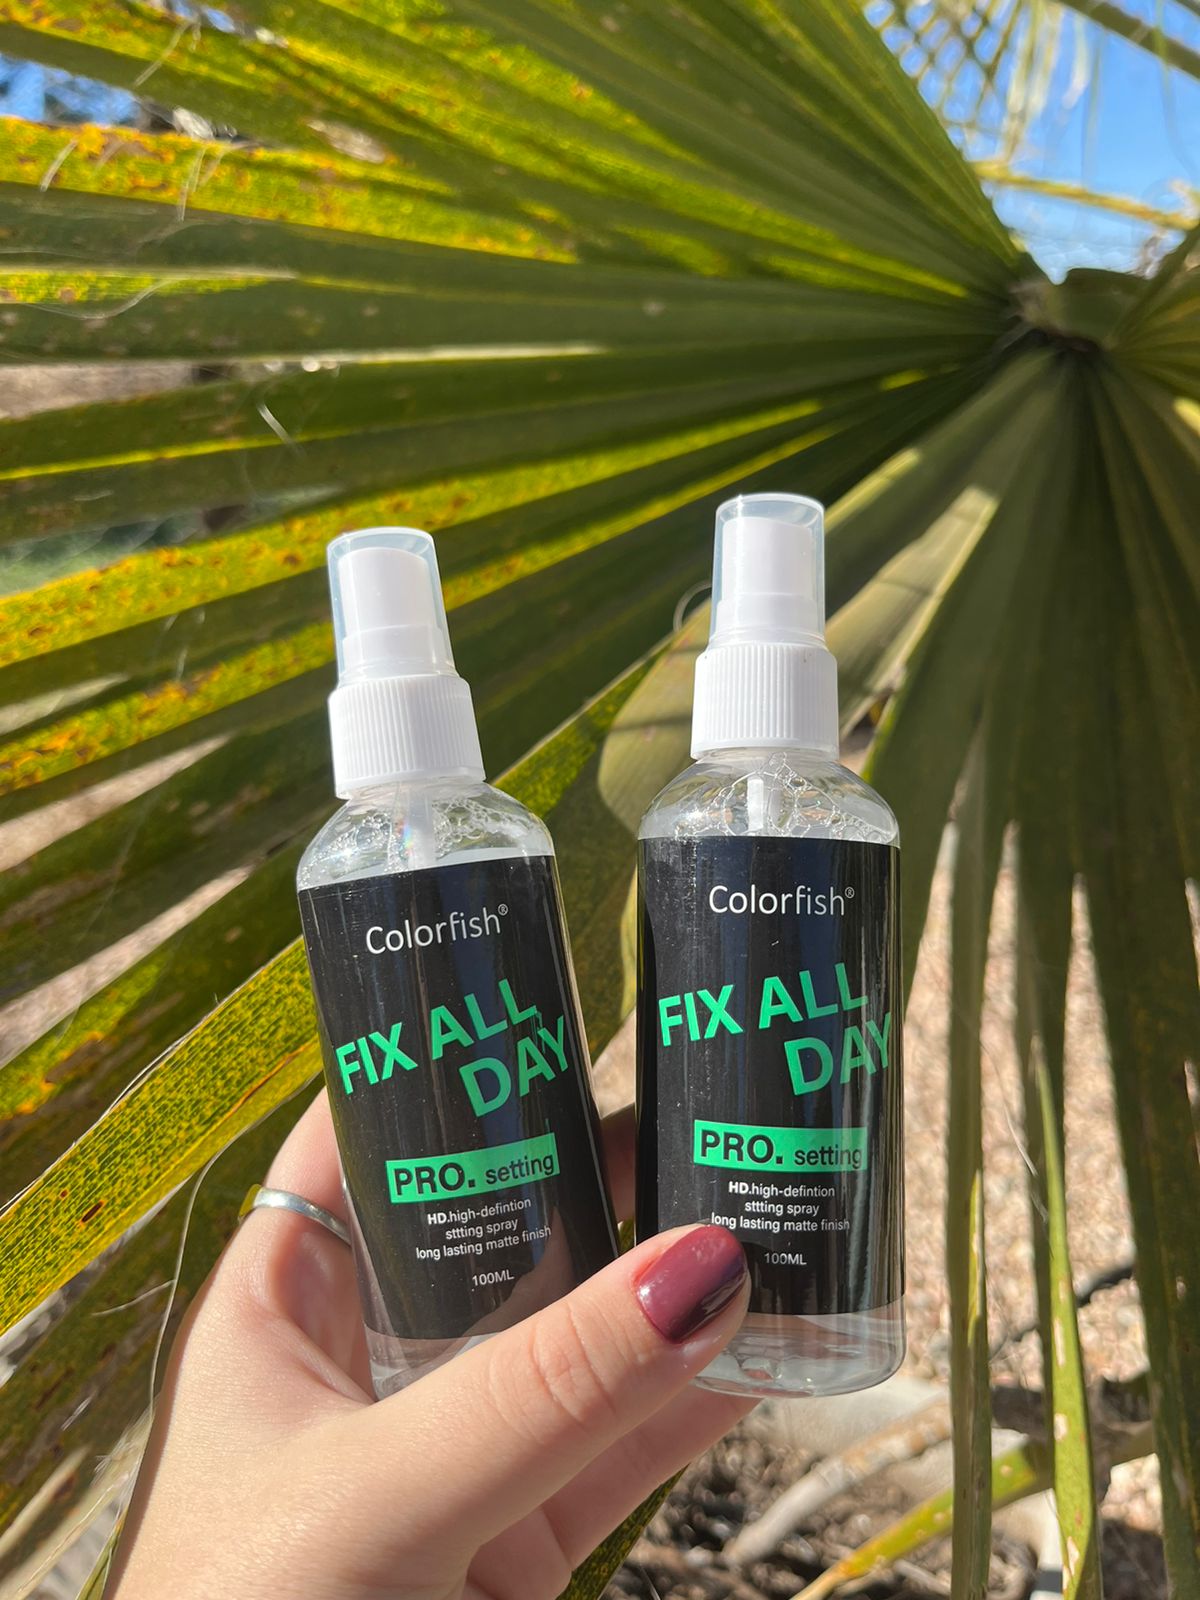 Colorfish®
FIX ALL
DAY
PRO. setting
HD.high-defintion
sttting spray
long lasting matte finish
100ML
Colorfish®
FIX ALL
DAY
PRO. setting
HD.high-defintion
sttting spray
long lasting matte finish
100ML